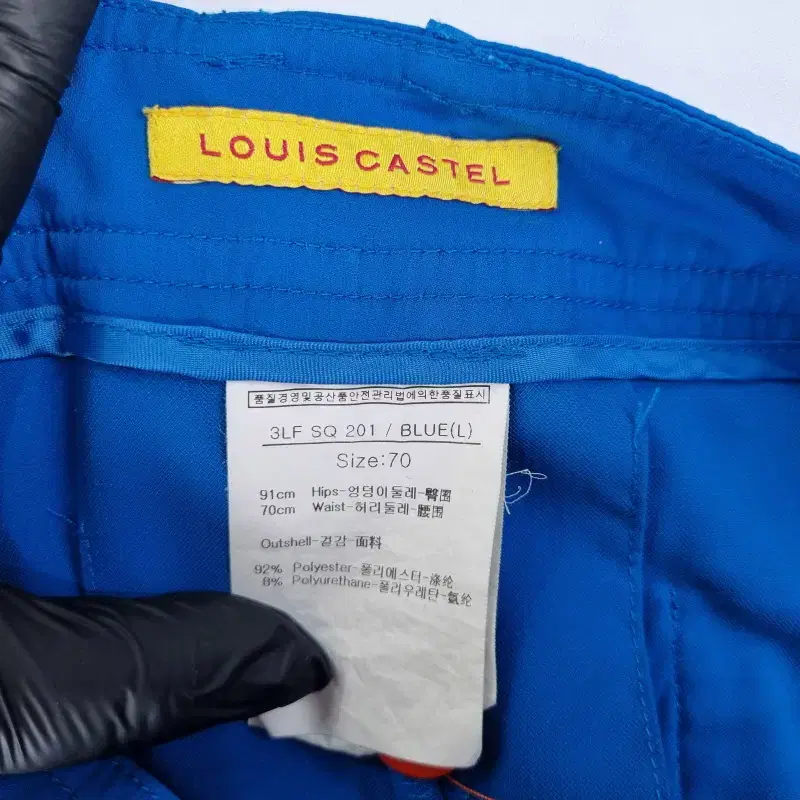 LOUIS CASTEL
품질경영및공산품안전관리법에의한품질표시
3LF SQ 201 / BLUE(L)
Size:70
91cm Hips-엉덩이둘레-臀围
70cm Waist-허리둘레-腰围
Outshell-겉감-面料
92% Polyester-폴리에스터-涤纶
8% Polyurethane-폴리우레탄-氨纶